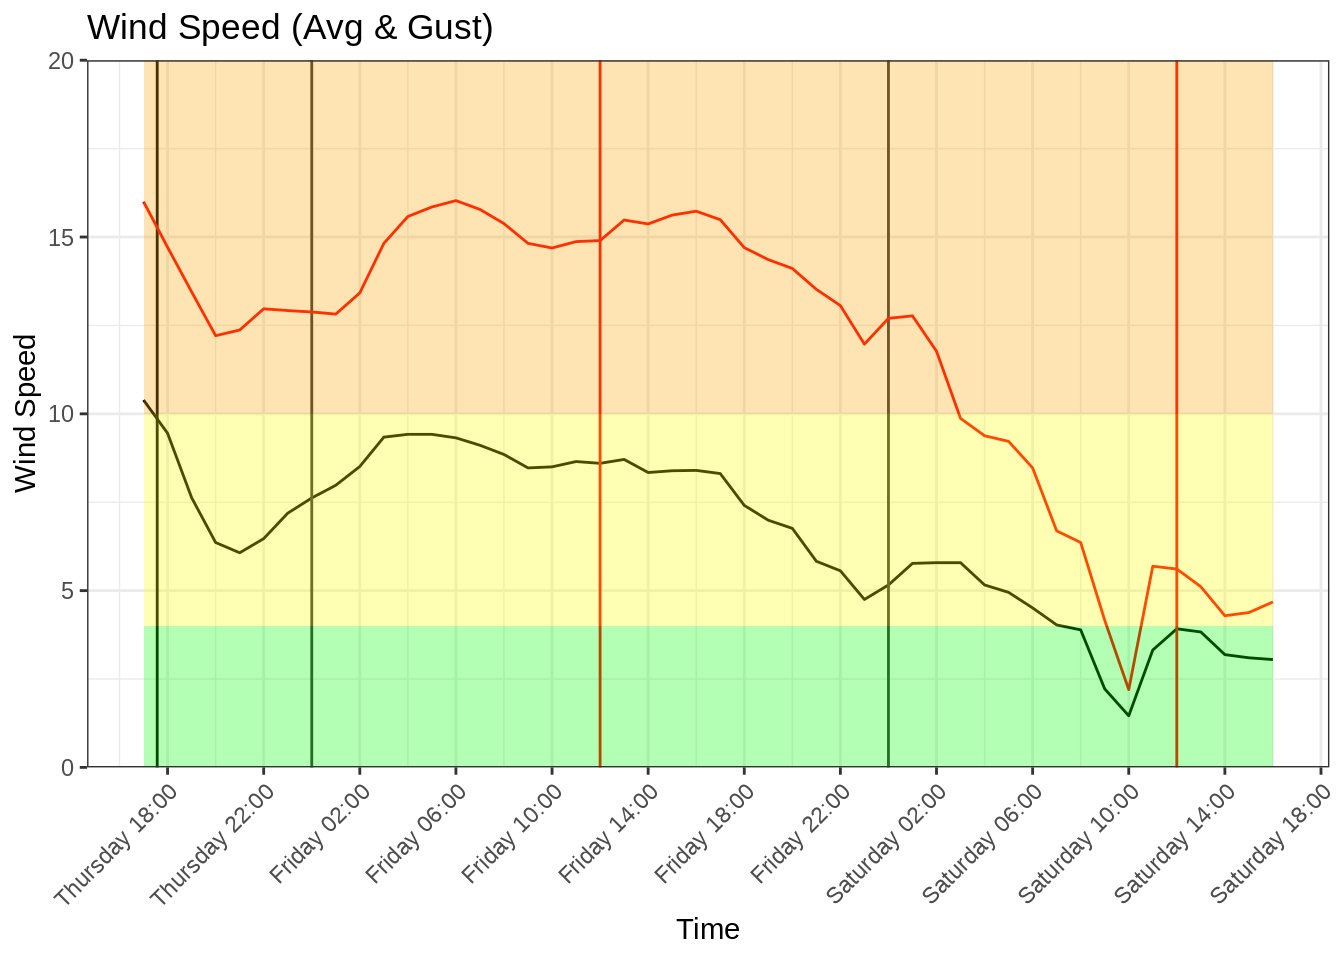 Wind Speed (Avg & Gust)
20
15
10
5
0
Wind Speed
Thursday 18:00
Thursday 22:00
Friday 02:00
Friday 06:00
Friday 10:00
Friday 14:00
Friday 18:00
Friday 22:00
Saturday 02:00
Saturday 06:00
Saturday 10:00
Saturday 14:00
Saturday 18:00
Time